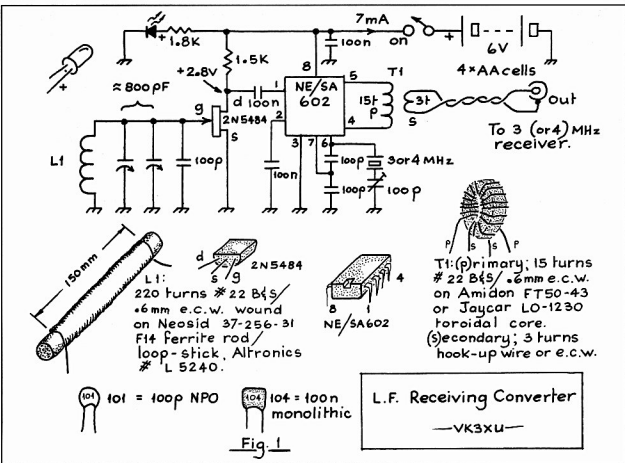 7mA
on
+
6V
4×AA cells
+
1.8K
1.5K
100n
+2.8V
8
5
T1
NE/SA
602
15t
p
3t
s
Out
To 3 (or 4) MHz
receiver.
≈ 800pF
g
d
s
100n
1
2
4
3
7
6
2N5484
L1
100p
100n
100p
100p
3 or 4 MHz
100p
+
150mm
L1:
220 turns # 22 B&S/
.6mm e.c.w. wound
on Neosid 37-256-31
F14 ferrite rod/
loop-stick, Altronics
# L 5240.
d
s
g
2N5484
4
8
1
NE/SA602
P
S
S
P
T1: (p)rimary; 15 turns
# 22 B&S/.6mm e.c.w.
on Amidon FT50-43
or Jaycar LO-1230
toroidal core.
(s)econdary; 3 turns
hook-up wire or e.c.w.
101
101 = 100p NPO
104
104 = 100n
monolithic
Fig. 1
L.F. Receiving Converter
—VK3XU—